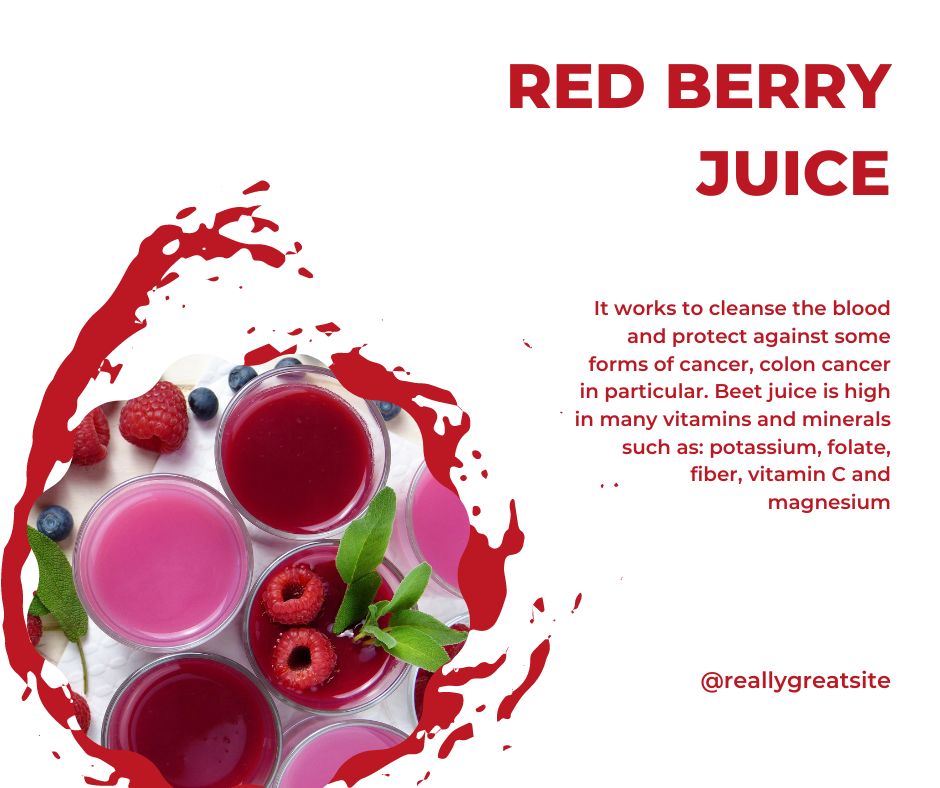 RED BERRY
JUICE
It works to cleanse the blood
and protect against some
forms of cancer, colon cancer
in particular. Beet juice is high
in many vitamins and minerals
such as: potassium, folate,
fiber, vitamin C and
magnesium
@reallygreatsite